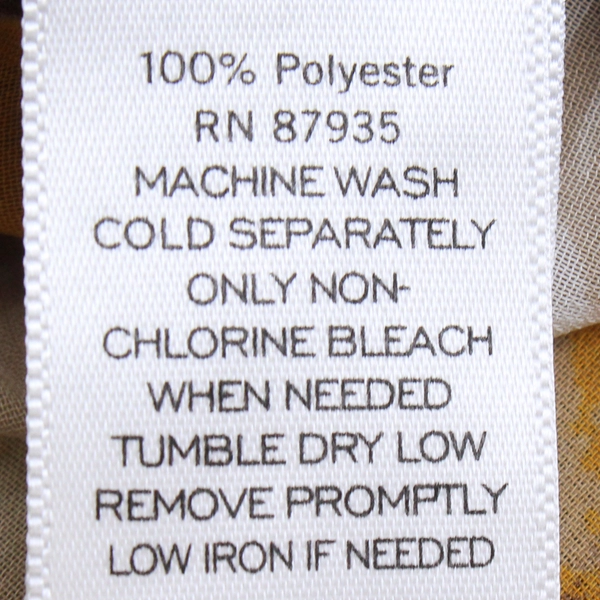 100% Polyester
RN 87935
MACHINE WASH
COLD SEPARATELY
ONLY NON-
CHLORINE BLEACH
WHEN NEEDED
TUMBLE DRY LOW
REMOVE PROMPTLY
LOW IRON IF NEEDED